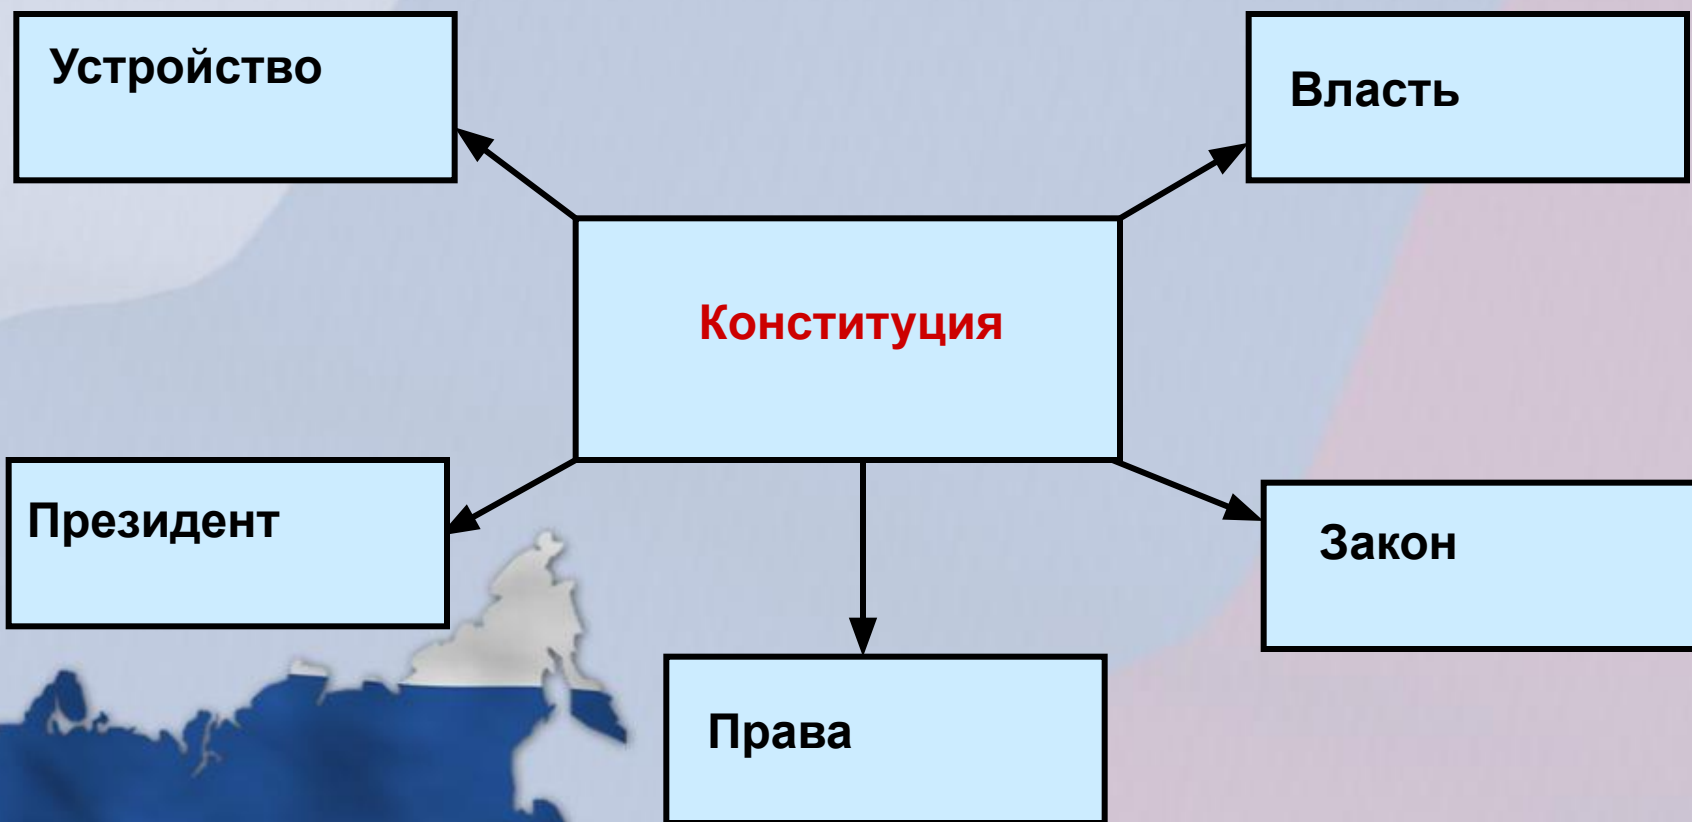 Устройство
Власть
Конституция
Президент
Закон
Права